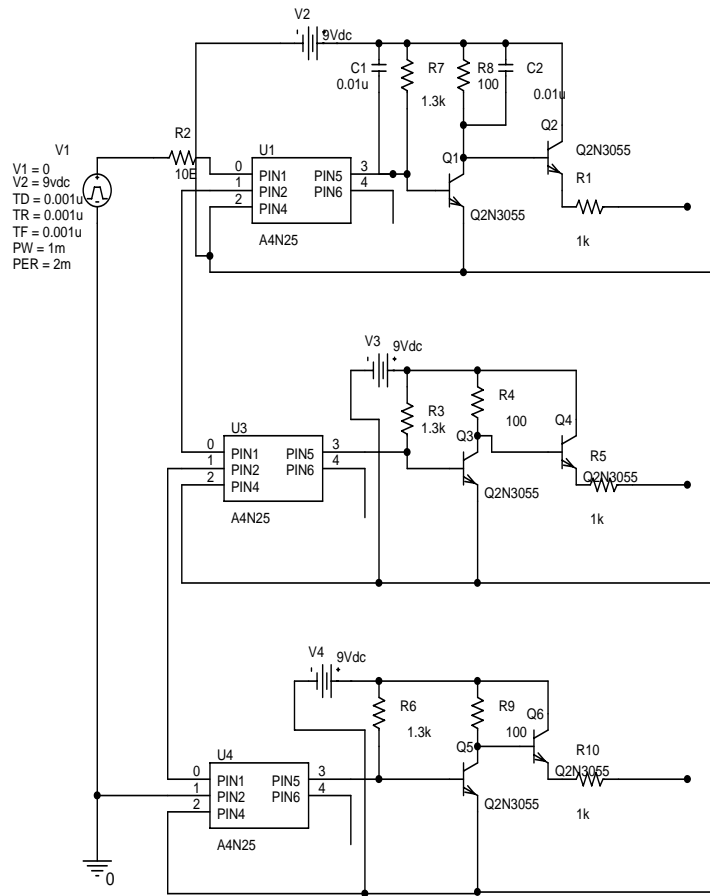 V2
9Vdc
C1
0.01u
R7
1.3k
R8
100
C2
0.01u
Q2
Q2N3055
V1
V1 = 0
V2 = 9vdc
TD = 0.001u
TR = 0.001u
TF = 0.001u
PW = 1m
PER = 2m
R2
10E
U1
0 PIN1 PIN5 3
1 PIN2 PIN6 4
2 PIN4
A4N25
Q1
Q2N3055
R1
1k
V3
9Vdc
R3
1.3k
R4
100
Q3
Q2N3055
Q4
Q2N3055
R5
1k
U3
0 PIN1 PIN5 3
1 PIN2 PIN6 4
2 PIN4
A4N25
V4
9Vdc
R6
1.3k
R9
100
Q5
Q2N3055
Q6
Q2N3055
R10
1k
U4
0 PIN1 PIN5 3
1 PIN2 PIN6 4
2 PIN4
A4N25
0